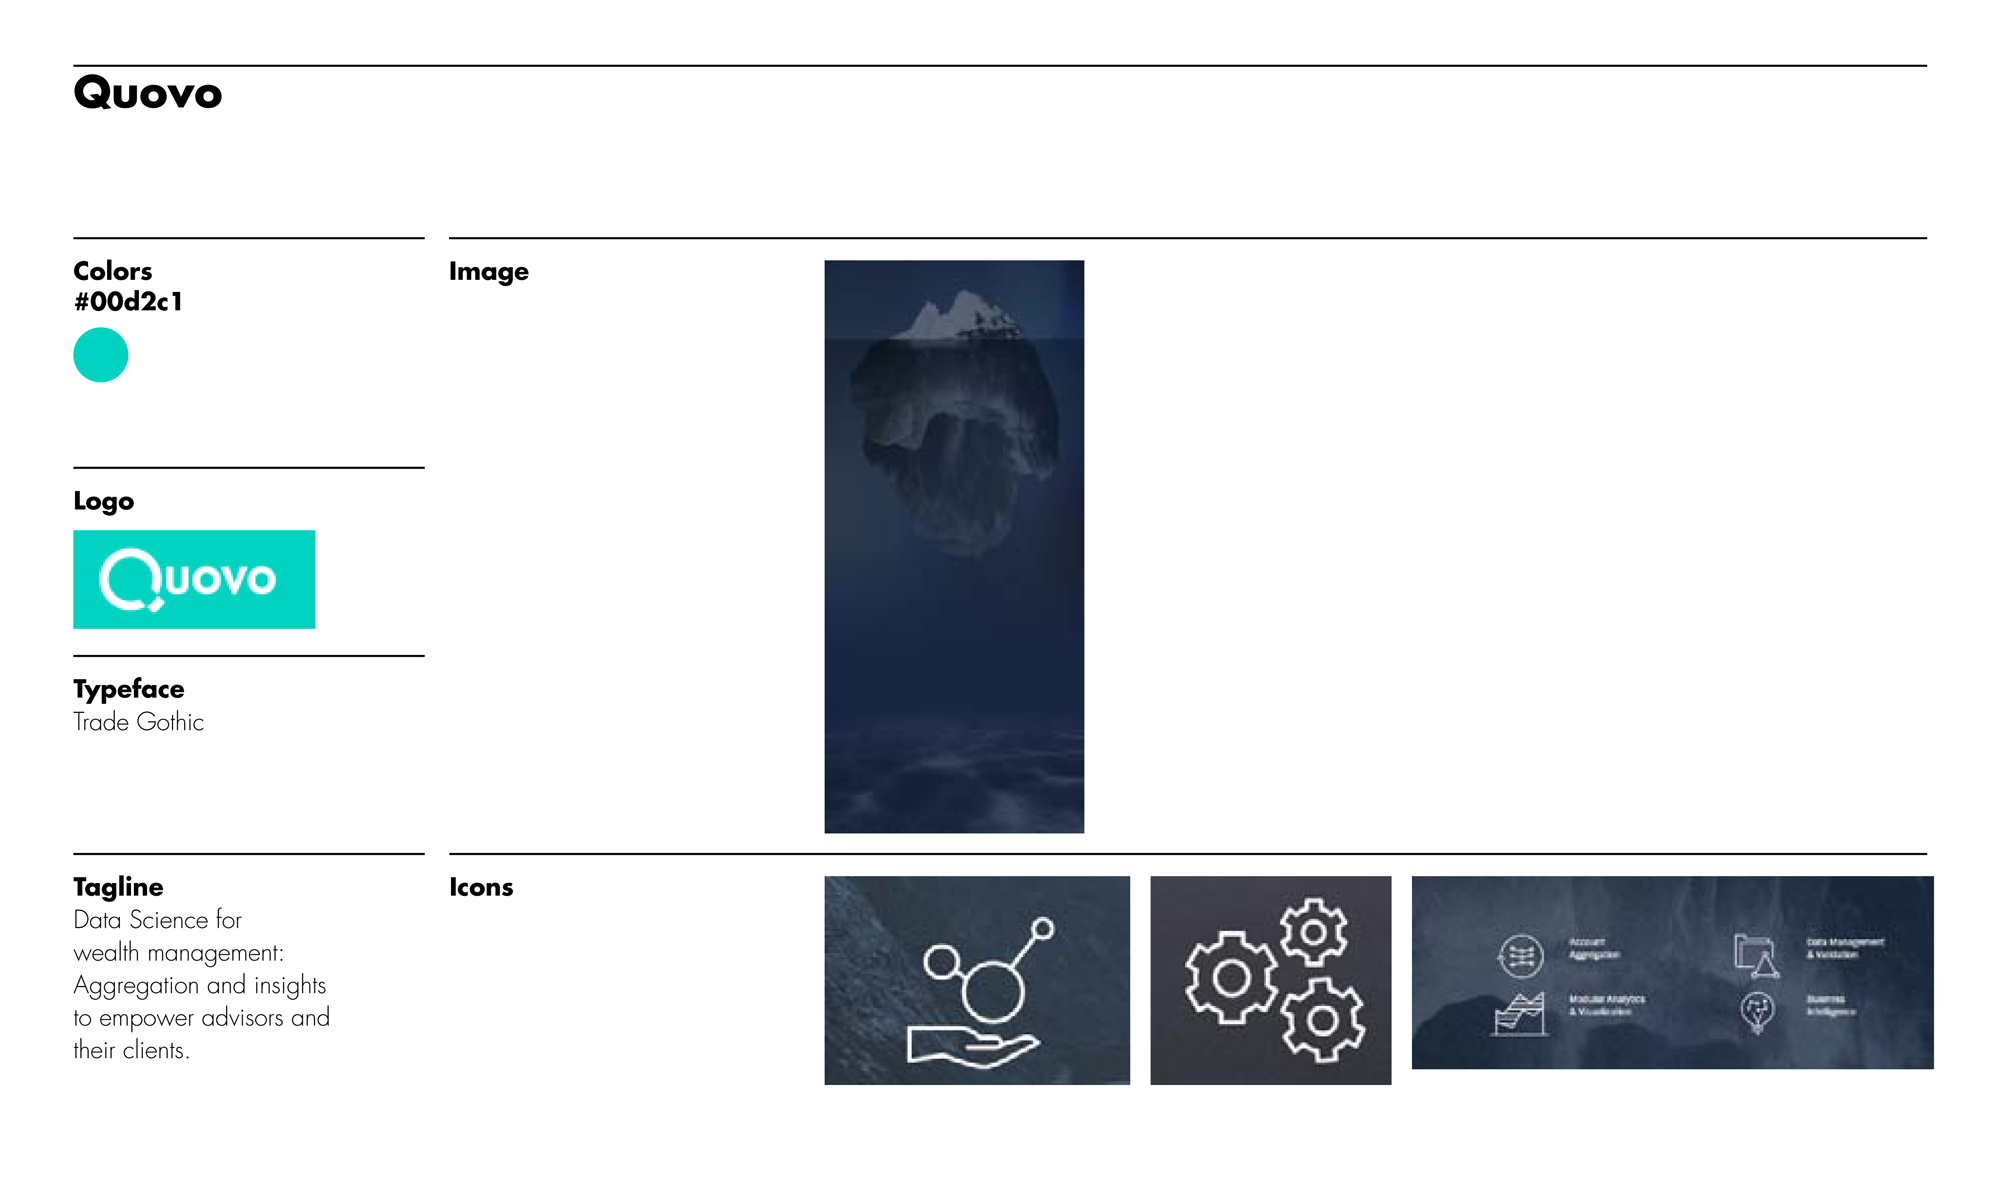 Quovo
Colors
#00d2c1
Logo
Quovo
Typeface
Trade Gothic
Image
Tagline
Data Science for
wealth management:
Aggregation and insights
to empower advisors and
their clients.
Icons
Account
Aggregation
Data Management
& Validation
Modular Analytics
& Visualization
Business
Intelligence